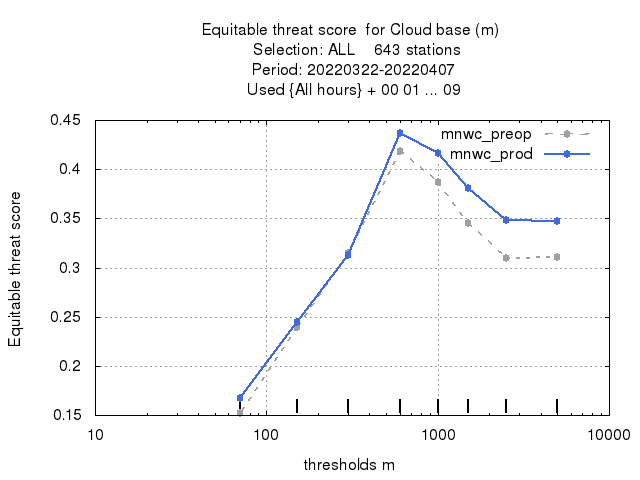 Equitable threat score  for Cloud base (m)
Selection: ALL    643 stations
Period: 20220322-20220407
Used {All hours} + 00 01 ... 09
mnwc_preop
mnwc_prod
Equitable threat score
0.45
0.4
0.35
0.3
0.25
0.2
0.15
10
100
1000
10000
thresholds m